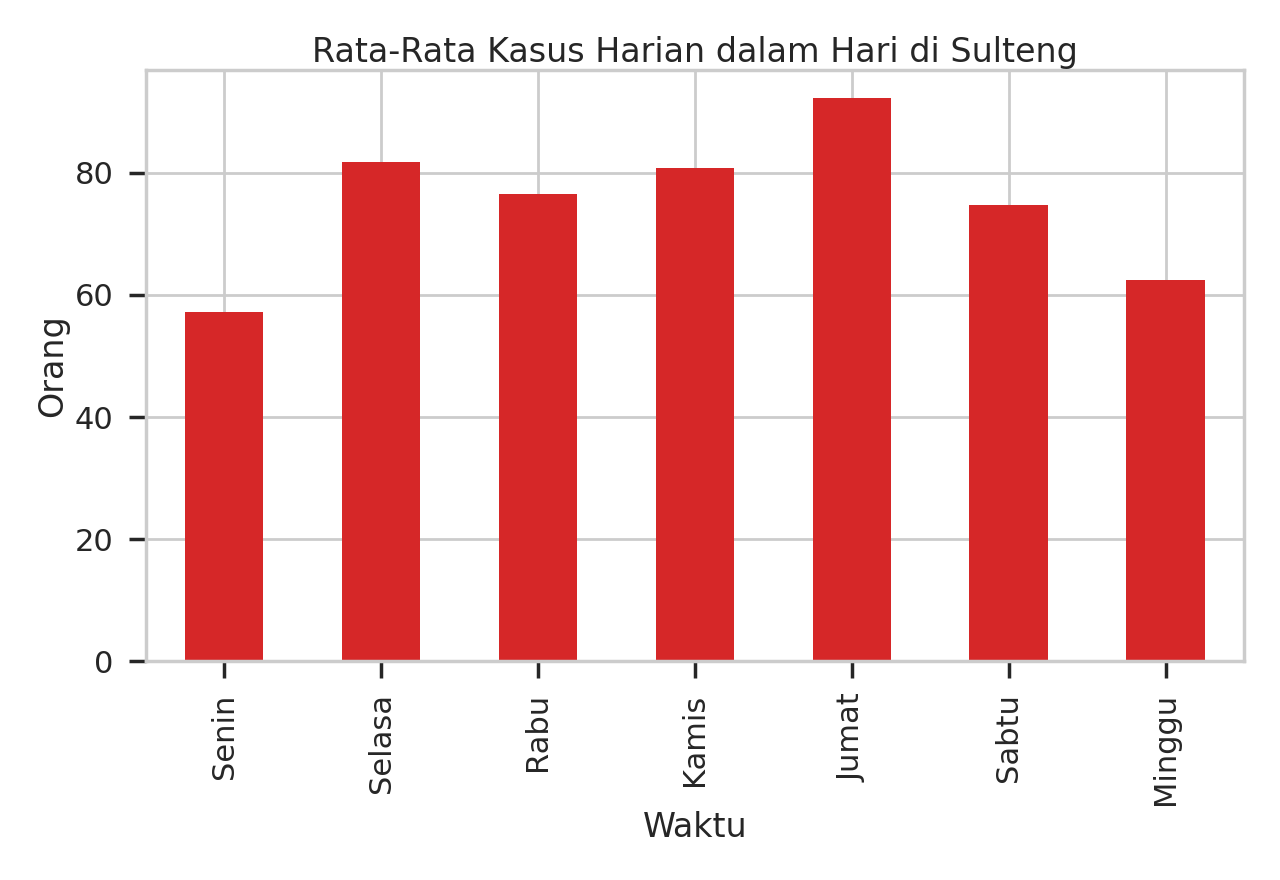 Rata-Rata Kasus Harian dalam Hari di Sulteng
Orang
80
60
40
20
0
Senin
Selasa
Rabu
Kamis
Jumat
Sabtu
Minggu
Waktu